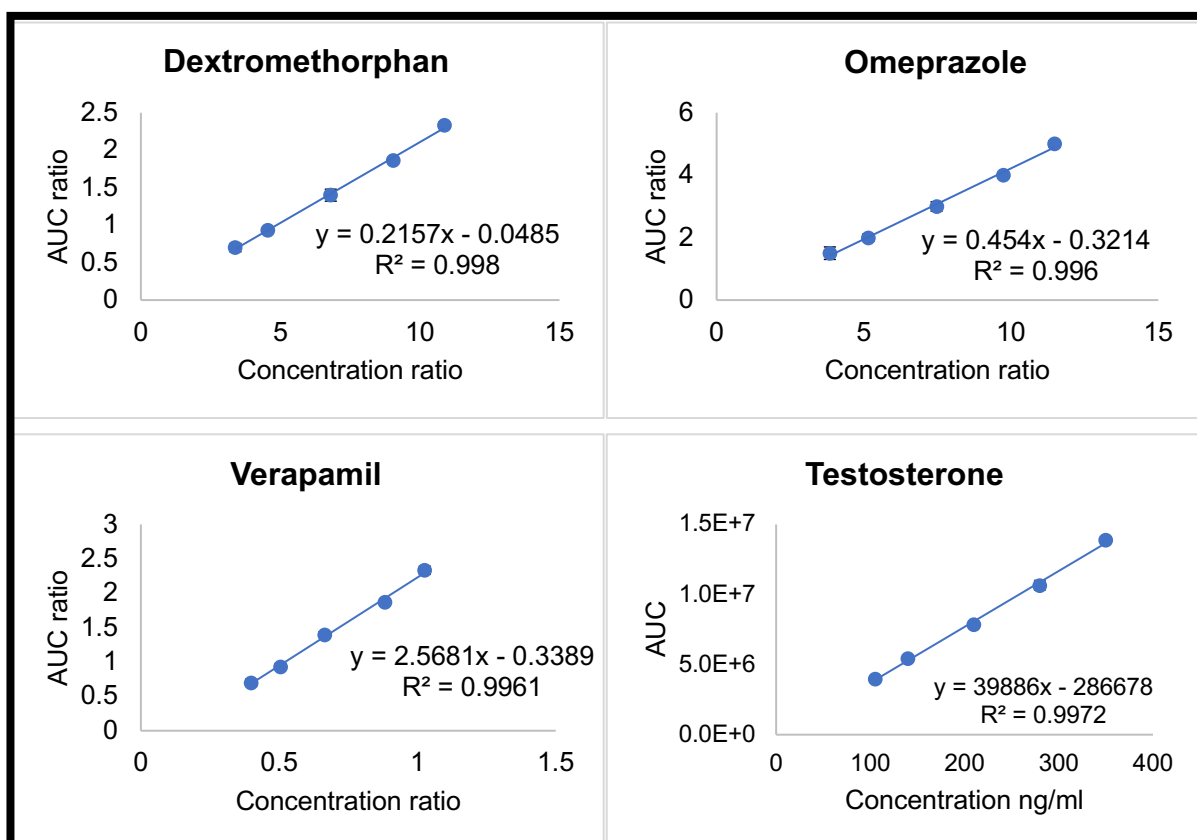 Dextromethorphan
2.5
2
1.5
1
0.5
0
0
5
10
15
AUC ratio
Concentration ratio
y = 0.2157x - 0.0485
R² = 0.998
Omeprazole
6
4
2
0
0
5
10
15
AUC ratio
Concentration ratio
y = 0.454x - 0.3214
R² = 0.996
Verapamil
3
2.5
2
1.5
1
0.5
0
0
0.5
1
1.5
AUC ratio
Concentration ratio
y = 2.5681x - 0.3389
R² = 0.9961
Testosterone
1.5E+7
1.0E+7
5.0E+6
0.0E+0
0
100
200
300
400
AUC
Concentration ng/ml
y = 39886x - 286678
R² = 0.9972